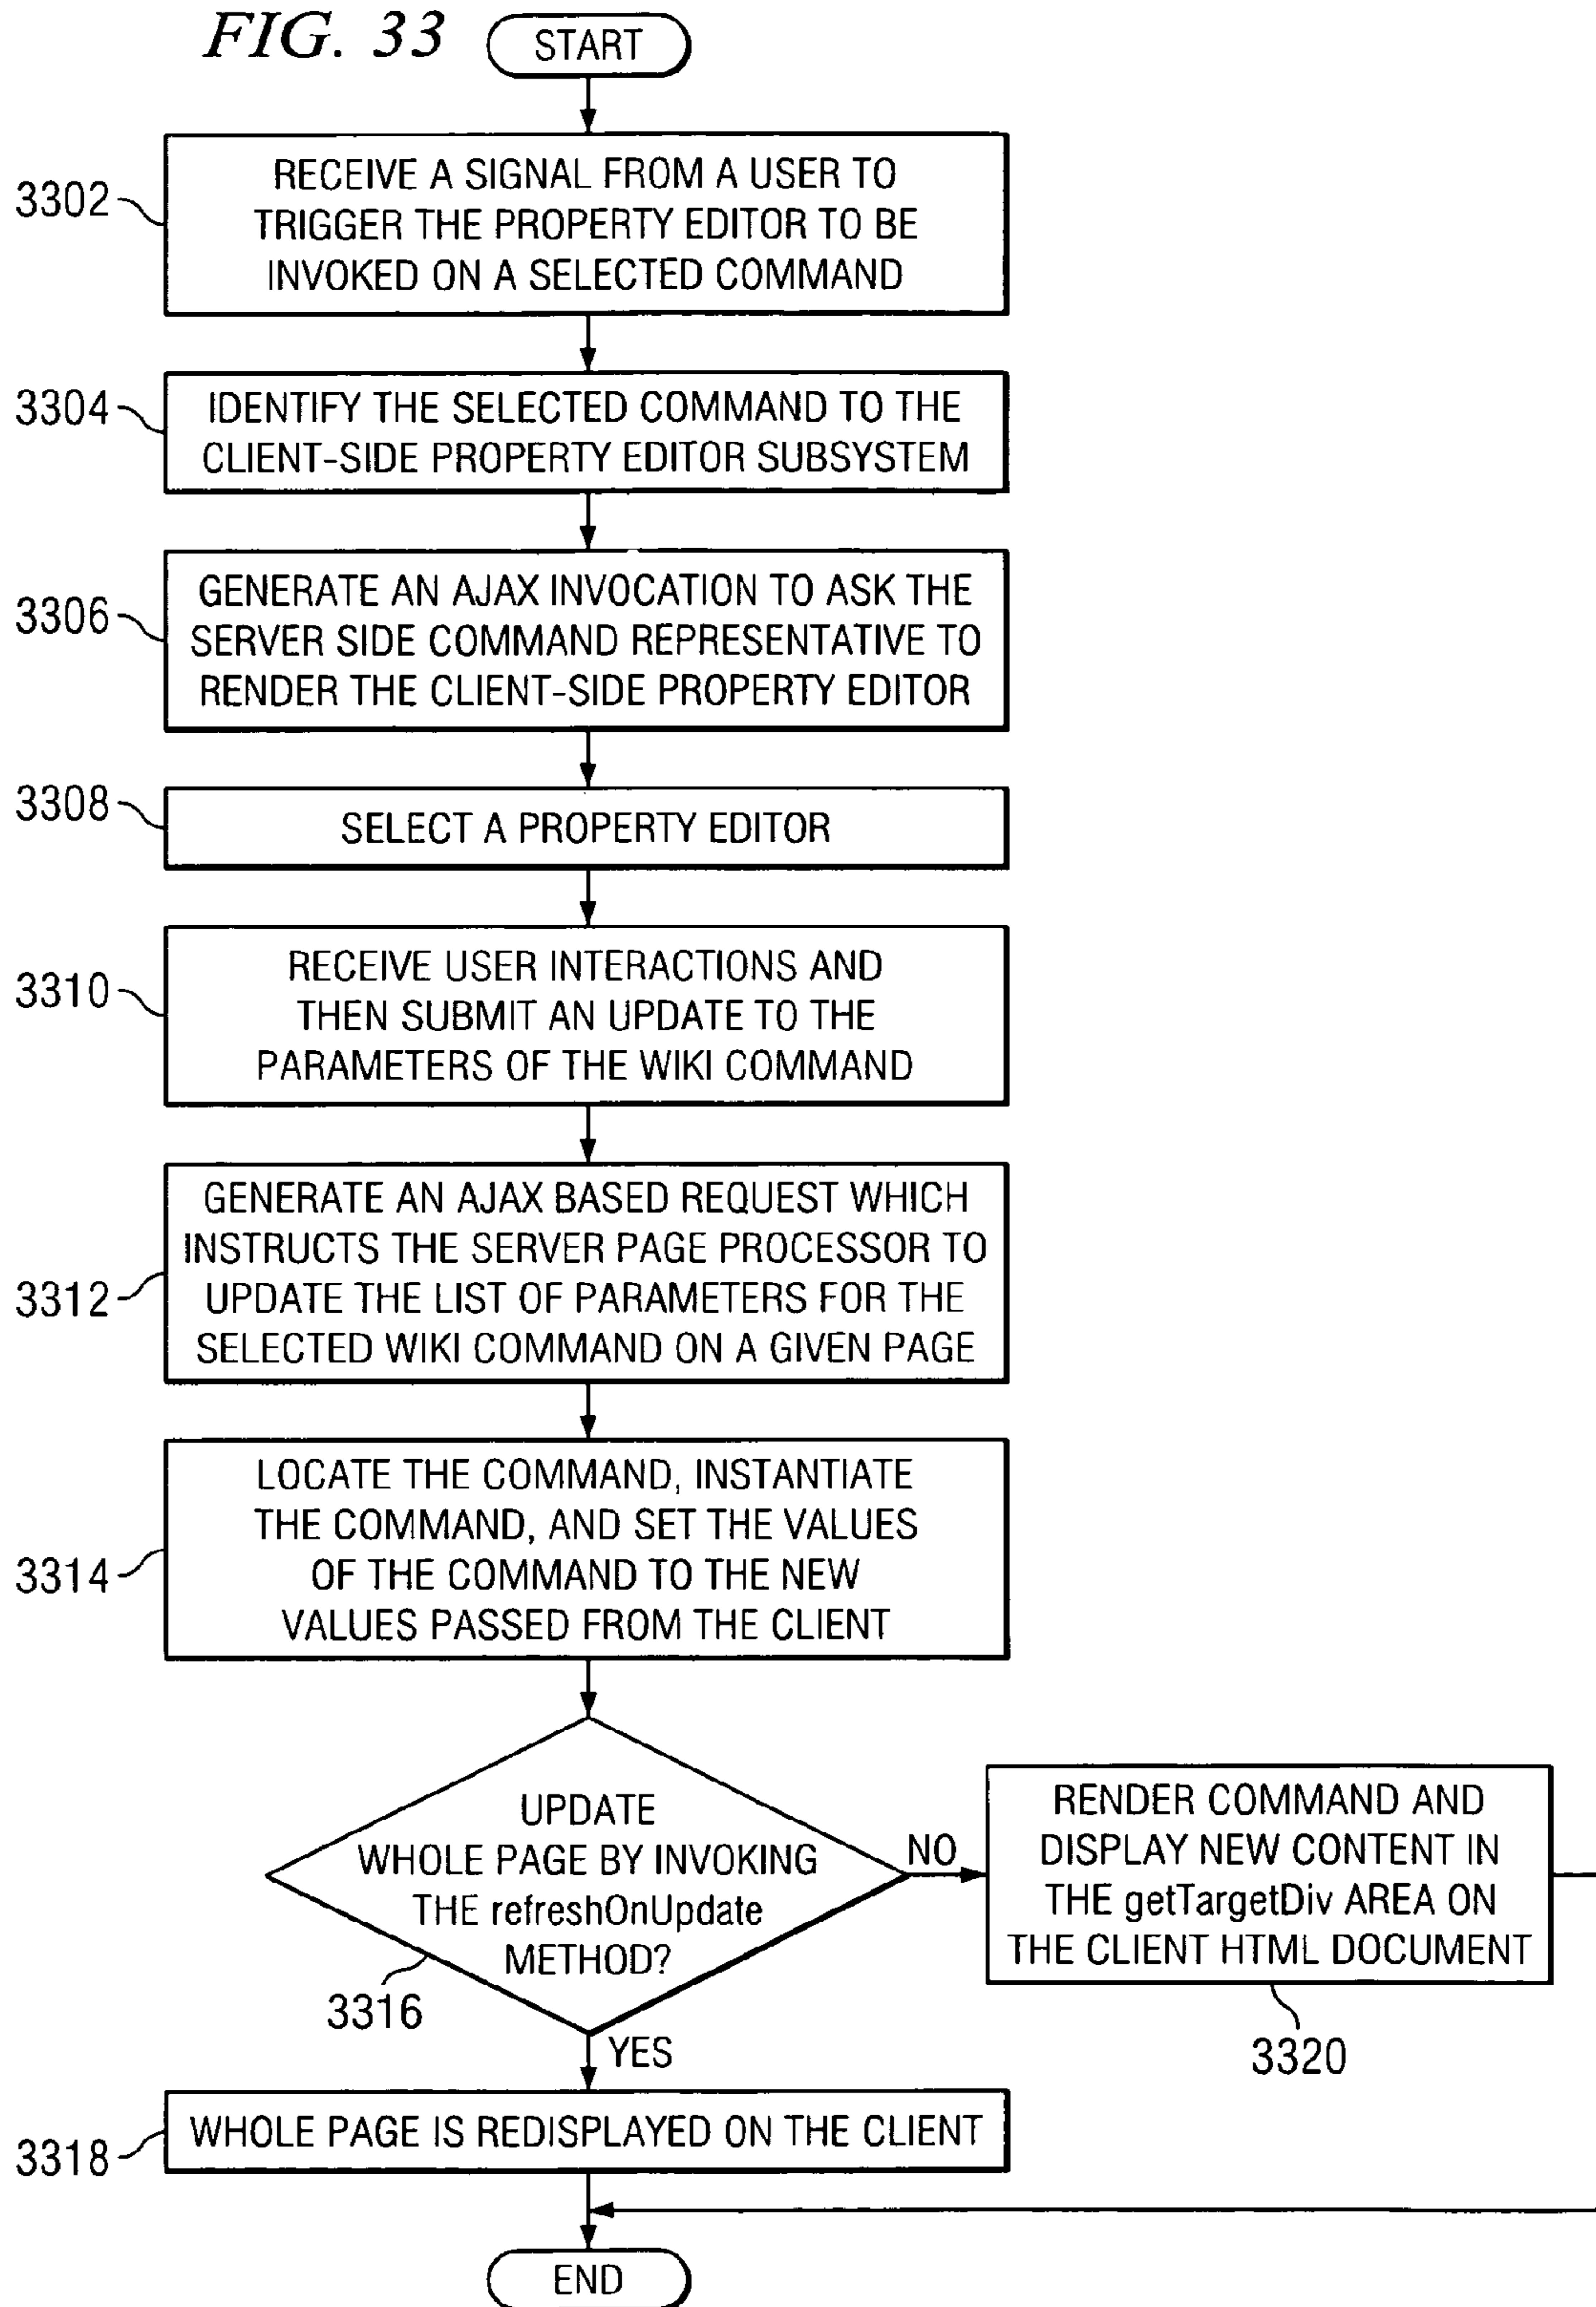 FIG. 33
START
3302
RECEIVE A SIGNAL FROM A USER TO
TRIGGER THE PROPERTY EDITOR TO BE
INVOKED ON A SELECTED COMMAND
3304
IDENTIFY THE SELECTED COMMAND TO THE
CLIENT-SIDE PROPERTY EDITOR SUBSYSTEM
3306
GENERATE AN AJAX INVOCATION TO ASK THE
SERVER SIDE COMMAND REPRESENTATIVE TO
RENDER THE CLIENT-SIDE PROPERTY EDITOR
3308
SELECT A PROPERTY EDITOR
3310
RECEIVE USER INTERACTIONS AND
THEN SUBMIT AN UPDATE TO THE
PARAMETERS OF THE WIKI COMMAND
3312
GENERATE AN AJAX BASED REQUEST WHICH
INSTRUCTS THE SERVER PAGE PROCESSOR TO
UPDATE THE LIST OF PARAMETERS FOR THE
SELECTED WIKI COMMAND ON A GIVEN PAGE
3314
LOCATE THE COMMAND, INSTANTIATE
THE COMMAND, AND SET THE VALUES
OF THE COMMAND TO THE NEW
VALUES PASSED FROM THE CLIENT
UPDATE
WHOLE PAGE BY INVOKING
THE refreshOnUpdate
METHOD?
3316
NO
RENDER COMMAND AND
DISPLAY NEW CONTENT IN
THE getTargetDiv AREA ON
THE CLIENT HTML DOCUMENT
3320
YES
3318
WHOLE PAGE IS REDISPLAYED ON THE CLIENT
END